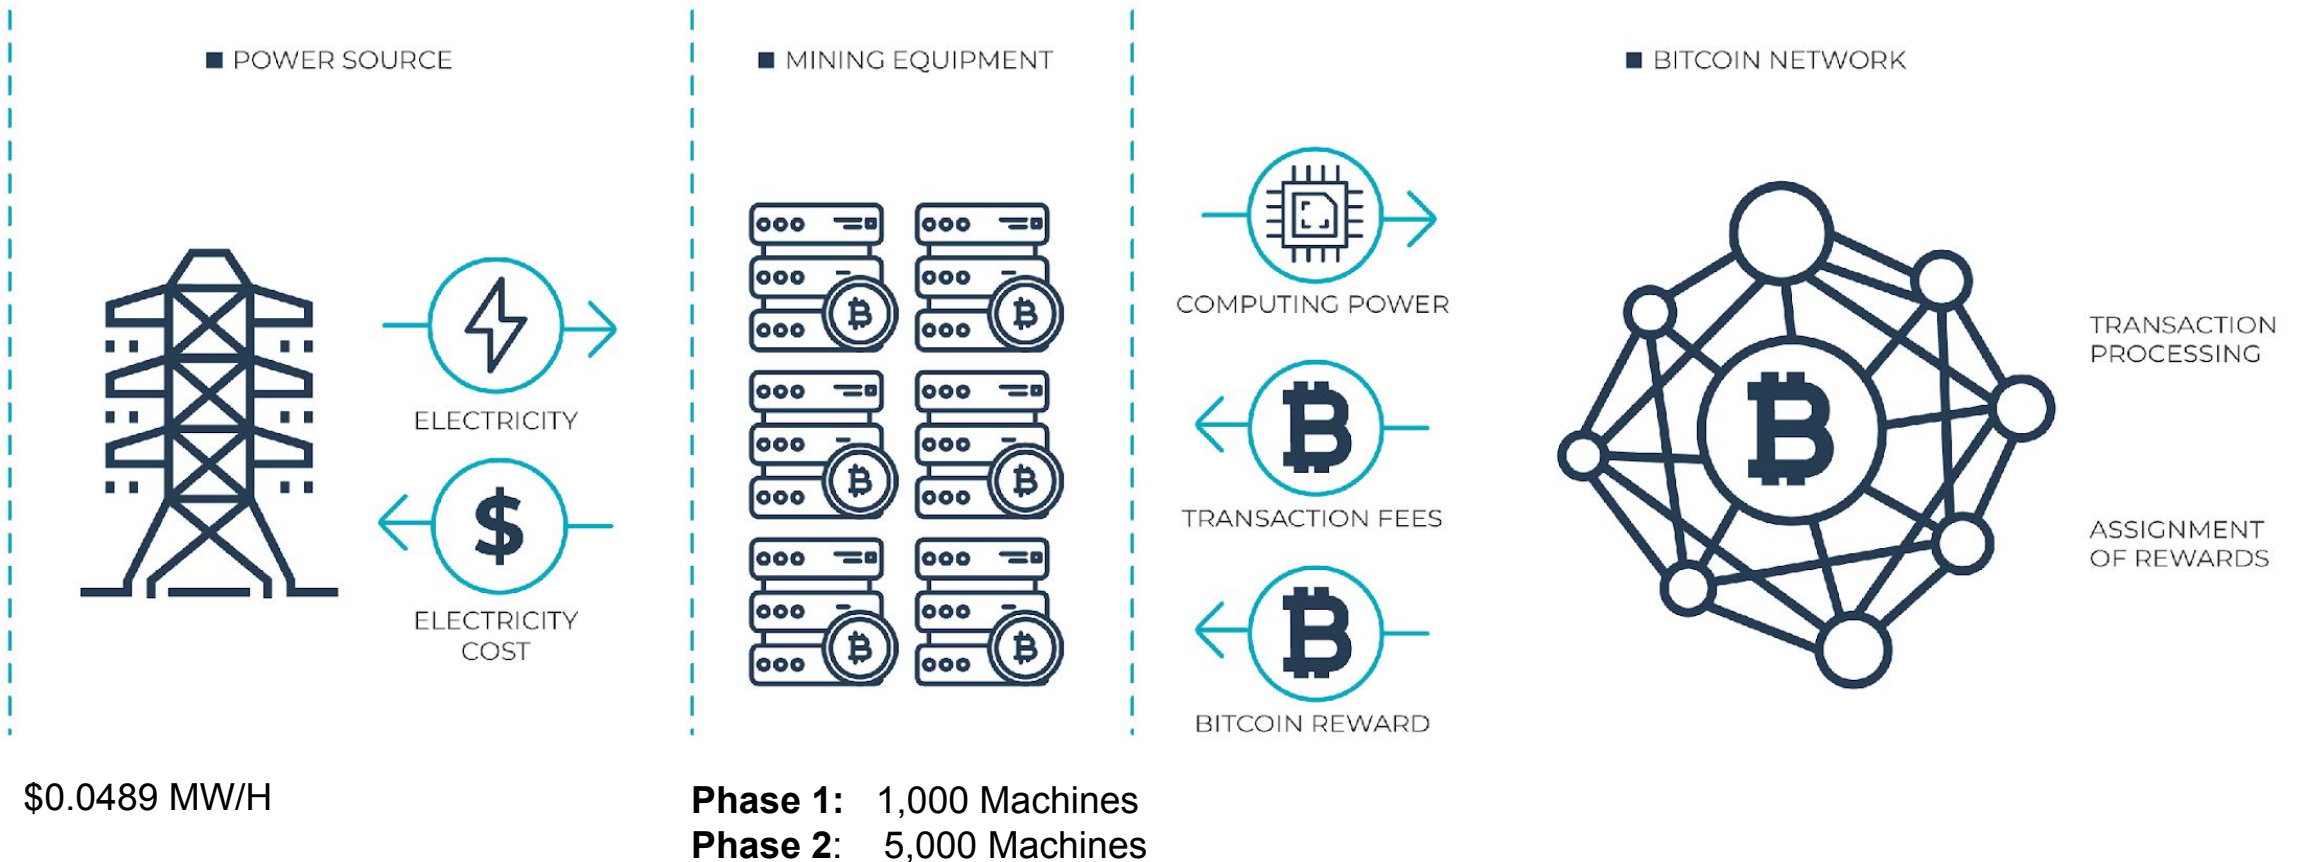 POWER SOURCE
MINING EQUIPMENT
BITCOIN NETWORK
ELECTRICITY
ELECTRICITY
COST
COMPUTING POWER
TRANSACTION FEES
BITCOIN REWARD
TRANSACTION
PROCESSING
ASSIGNMENT
OF REWARDS
$0.0489 MW/H
Phase 1: 1,000 Machines
Phase 2: 5,000 Machines